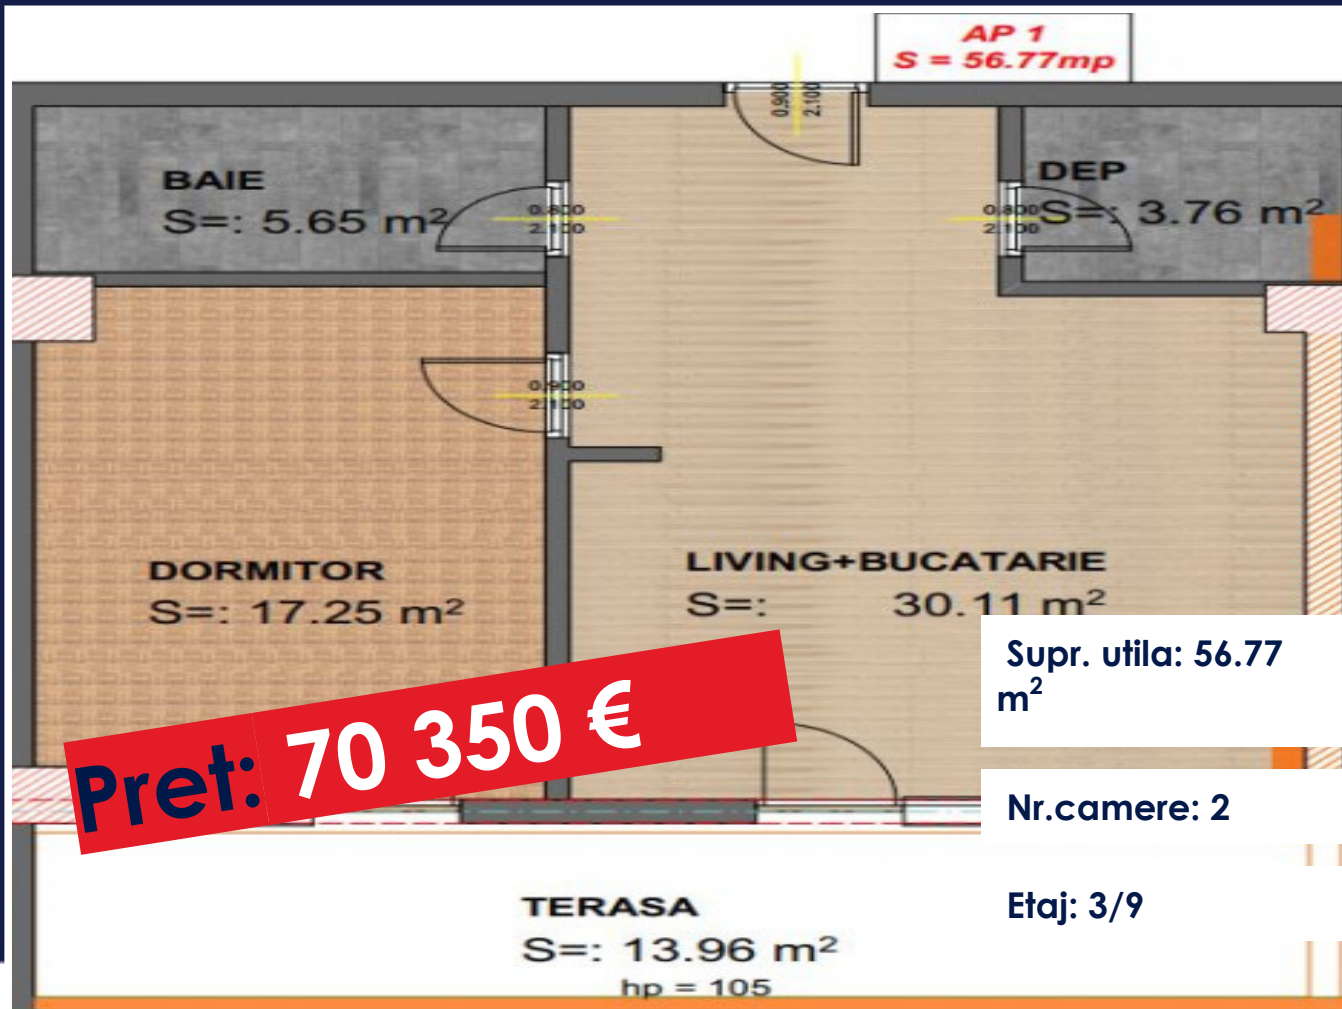 AP 1
S = 56.77mp
0.900
2.100
BAIE
S=: 5.65 m²
0.800
2.100
DEP
S=: 3.76 m²
0.800
2.100
0.900
2.100
DORMITOR
S=: 17.25 m²
LIVING+BUCATARIE
S=: 30.11 m²
Supr. utila: 56.77
m²
Pret: 70 350 €
Nr.camere: 2
Etaj: 3/9
TERASA
S=: 13.96 m²
hp = 105